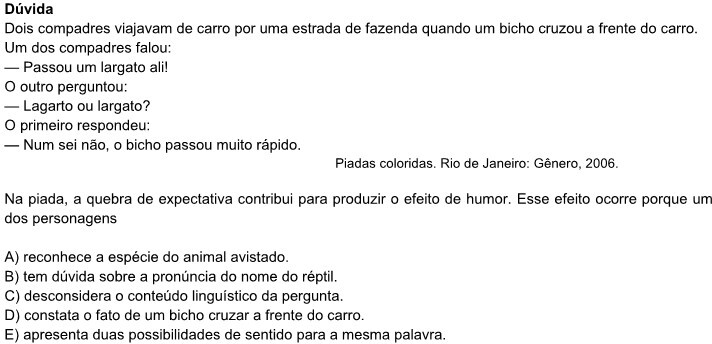 Dúvida
Dois compadres viajavam de carro por uma estrada de fazenda quando um bicho cruzou a frente do carro.
Um dos compadres falou:
— Passou um largato ali!
O outro perguntou:
— Lagarto ou largato?
O primeiro respondeu:
— Num sei não, o bicho passou muito rápido.
Piadas coloridas. Rio de Janeiro: Gênero, 2006.
Na piada, a quebra de expectativa contribui para produzir o efeito de humor. Esse efeito ocorre porque um
dos personagens
A) reconhece a espécie do animal avistado.
B) tem dúvida sobre a pronúncia do nome do réptil.
C) desconsidera o conteúdo linguístico da pergunta.
D) constata o fato de um bicho cruzar a frente do carro.
E) apresenta duas possibilidades de sentido para a mesma palavra.